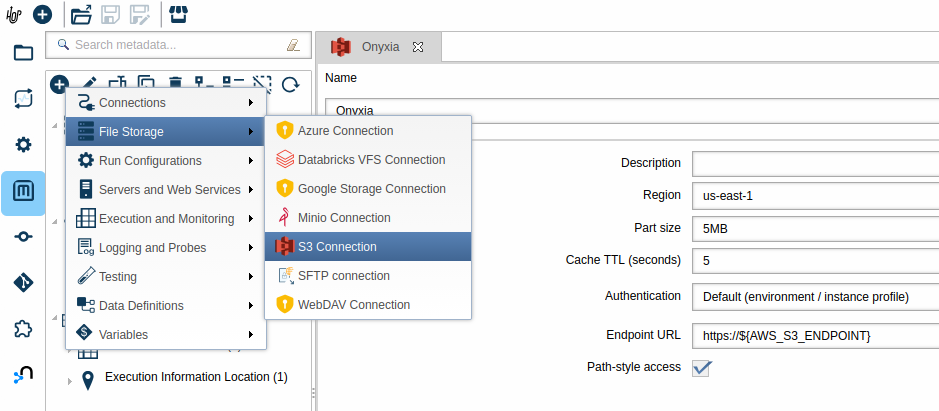 HOP
Search metadata...
Onyxia
Name
Onyxia
Connections
File Storage
Run Configurations
Servers and Web Services
Execution and Monitoring
Logging and Probes
Testing
Data Definitions
Variables
Azure Connection
Databricks VFS Connection
Google Storage Connection
Minio Connection
S3 Connection
SFTP connection
WebDAV Connection
Execution Information Location (1)
Description
Region
us-east-1
Part size
5MB
Cache TTL (seconds)
5
Authentication
Default (environment / instance profile)
Endpoint URL
https://${AWS_S3_ENDPOINT}
Path-style access